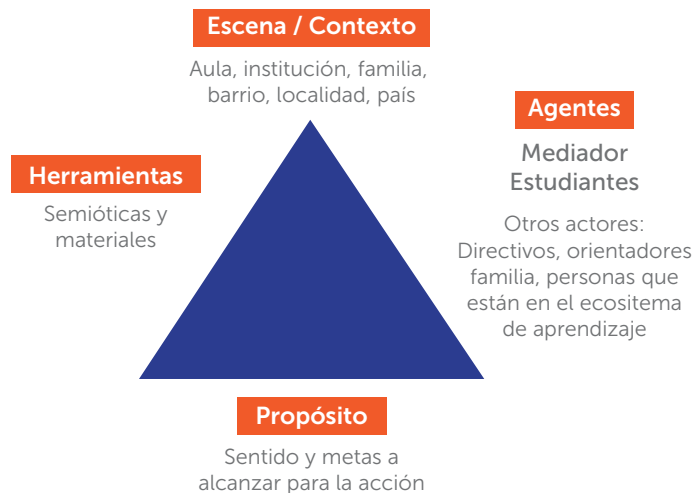 Escena / Contexto
Aula, institución, familia,
barrio, localidad, país
Agentes
Mediador
Estudiantes
Otros actores:
Directivos, orientadores
familia, personas que
están en el ecositema
de aprendizaje
Herramientas
Semióticas y
materiales
Propósito
Sentido y metas a
alcanzar para la acción